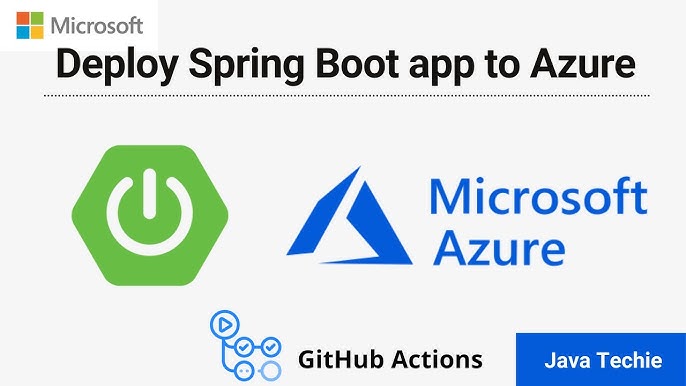 Microsoft
Deploy Spring Boot app to Azure
Microsoft
Azure
GitHub Actions
Java Techie